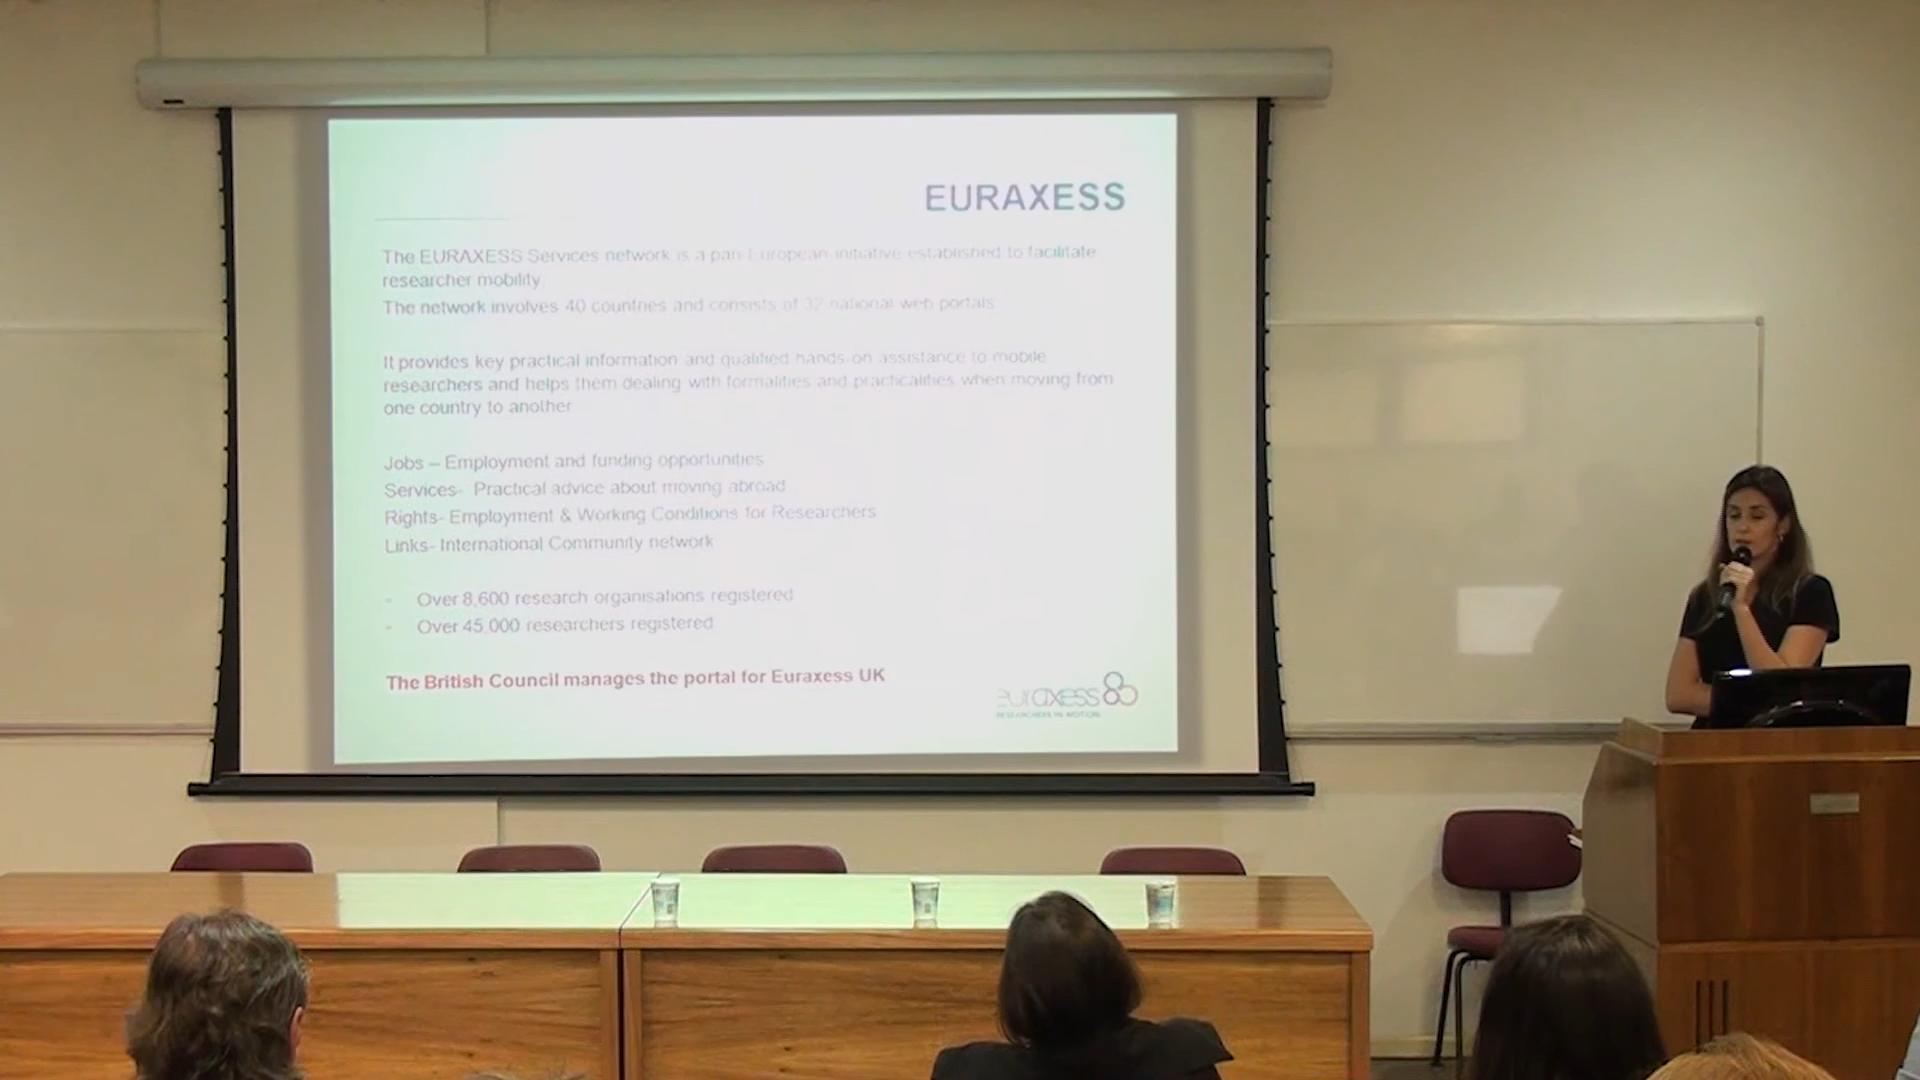 EURAXESS
The EURAXESS Services network is a pan European initiative established to facilitate
researcher mobility
The network involves 40 countries and consists of 32 national web portals
It provides key practical information and qualified hands-on assistance to mobile
researchers and helps them dealing with formalities and practicalities when moving from
one country to another
Jobs – Employment and funding opportunities
Services- Practical advice about moving abroad
Rights- Employment & Working Conditions for Researchers
Links- International Community network
- Over 8,600 research organisations registered
- Over 45,000 researchers registered
The British Council manages the portal for Euraxess UK
euraxess
RESEARCHERS IN MOTION